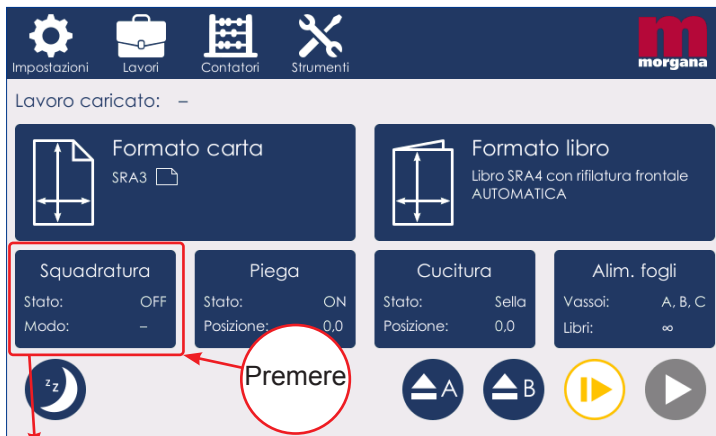 Impostazioni Lavori Contatori Strumenti
morgana
Lavoro caricato: –
Formato carta
SRA3
Formato libro
Libro SRA4 con rifilatura frontale
AUTOMATICA
Squadratura
Stato: OFF
Modo: –
Piega
Stato: ON
Posizione: 0,0
Cucitura
Stato: Sella
Posizione: 0,0
Alim. fogli
Vassoi: A, B, C
Libri: ∞
Premere
z z
A
B